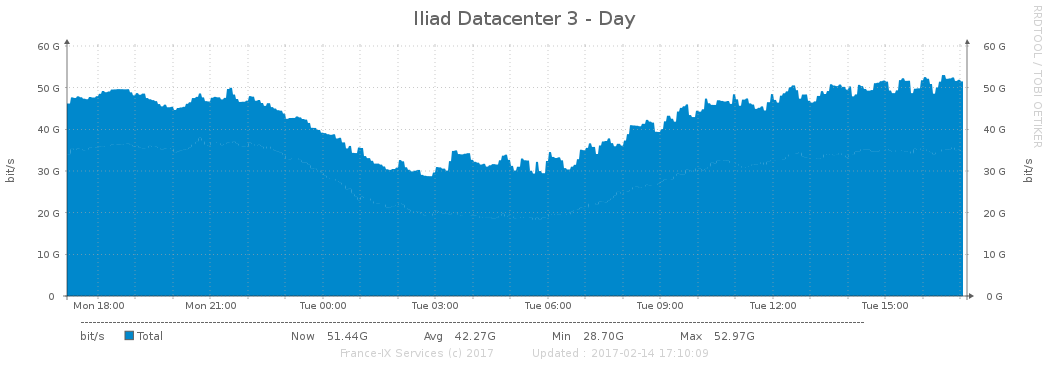 Iliad Datacenter 3 - Day
RRDTOOL / TOBI OETIKER
60 G 60 G
50 G 50 G
40 G 40 G
30 G 30 G
20 G 20 G
10 G 10 G
0 0 G
bit/s bit/s
Mon 18:00 Mon 21:00 Tue 00:00 Tue 03:00 Tue 06:00 Tue 09:00 Tue 12:00 Tue 15:00
bit/s Total Now 51.44G Avg 42.27G Min 28.70G Max 52.97G
France-IX Services (c) 2017 Updated : 2017-02-14 17:10:09